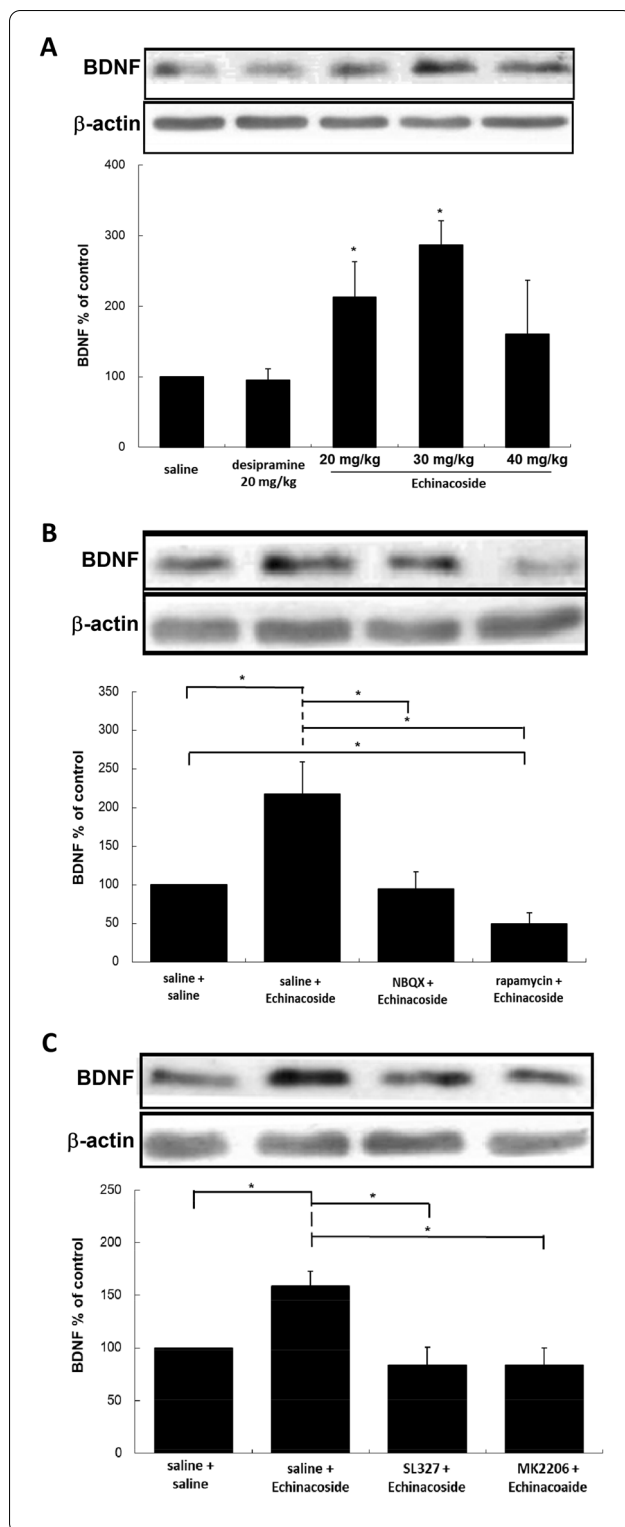 A
BDNF
β-actin
BDNF % of control
400
300
200
100
0
*
*
saline
desipramine
20 mg/kg
20 mg/kg
30 mg/kg
40 mg/kg
Echinacoside
B
BDNF
β-actin
BDNF % of control
350
300
250
200
150
100
50
0
*
*
*
*
saline +
saline
saline +
Echinacoside
NBQX +
Echinacoside
rapamycin +
Echinacoside
C
BDNF
β-actin
BDNF % of control
250
200
150
100
50
0
*
*
*
saline +
saline
saline +
Echinacoside
SL327 +
Echinacoside
MK2206 +
Echinacoaide